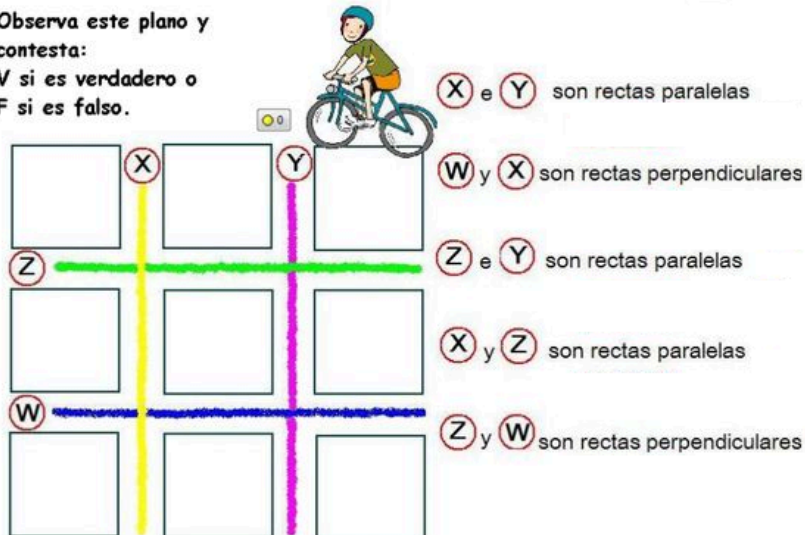 Observa este plano y
contesta:
V si es verdadero o
F si es falso.
X e Y son rectas paralelas
X
Y
W y X son rectas perpendiculares
Z
Z e Y son rectas paralelas
X y Z son rectas paralelas
W
Z y W son rectas perpendiculares